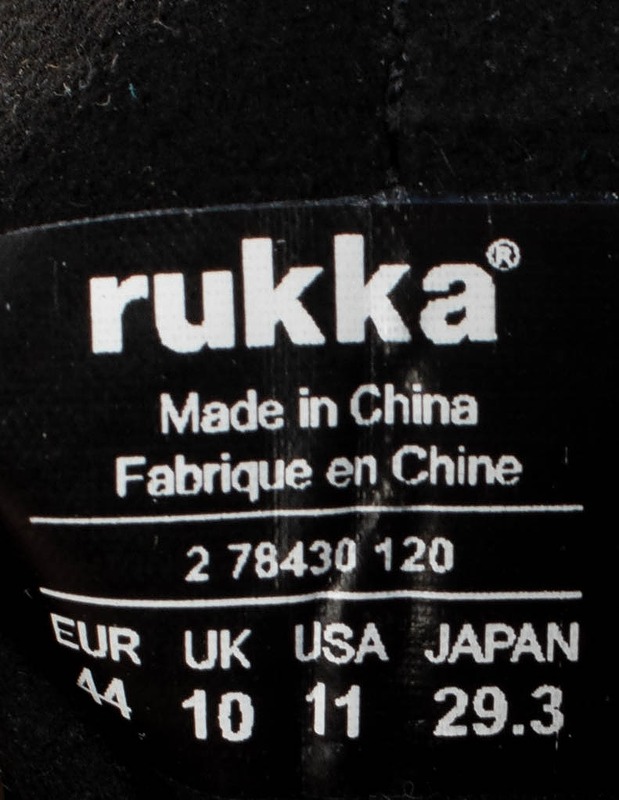 rukka®
Made in China
Fabrique en Chine
2 78430 120
EUR UK USA JAPAN
44 10 11 29.3